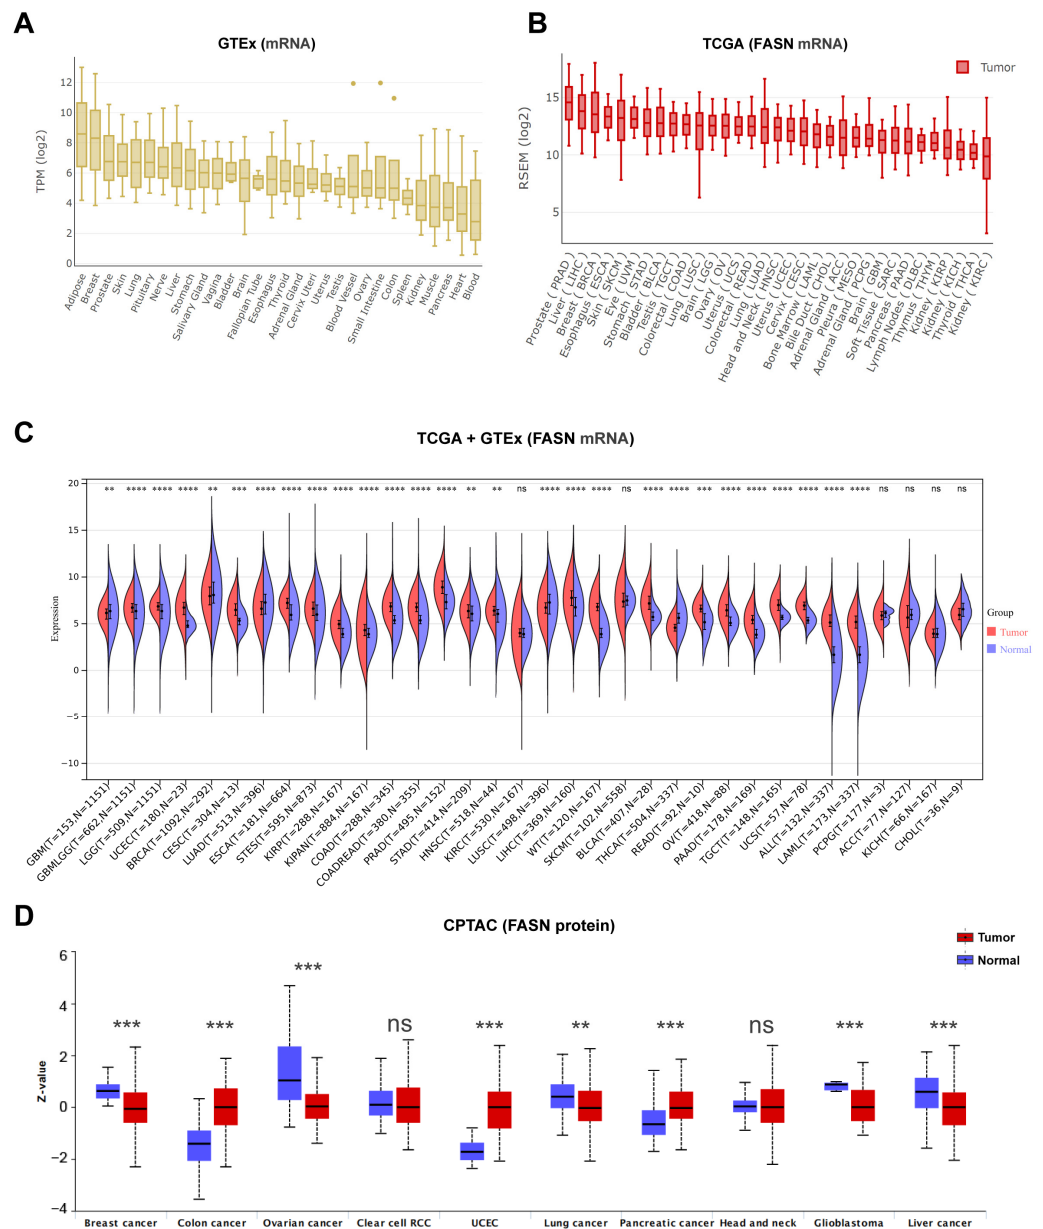 A
GTEx (mRNA)
TPM (log2)
12
10
8
6
4
2
0
Adipose
Breast
Prostate
Skin
Lung
Pituitary
Nerve
Liver
Stomach
Salivary Gland
Vagina
Bladder
Brain
Fallopian Tube
Esophagus
Thyroid
Adrenal Gland
Cervix Uteri
Uterus
Testis
Blood Vessel
Ovary
Small Intestine
Colon
Spleen
Kidney
Muscle
Pancreas
Heart
Blood
B
TCGA (FASN mRNA)
Tumor
RSEM (log2)
15
10
5
Prostate ( PRAD )
Liver ( LIHC )
Breast ( BRCA )
Esophagus ( ESCA )
Skin ( SKCM )
Eye ( UVM )
Stomach ( STAD )
Bladder ( BLCA )
Testis ( TGCT )
Colorectal ( COAD )
Lung ( LUSC )
Brain ( LGG )
Ovary ( OV )
Uterus ( UCS )
Colorectal ( READ )
Lung ( LUAD )
Head and Neck ( HNSP )
Uterus ( UCEC )
Cervix ( CESC )
Bone Marrow ( LAML )
Bile Duct ( CHOL )
Adrenal Gland ( ACC )
Pleura ( MESO )
Adrenal Gland ( PCPG )
Brain ( GBM )
Soft Tissue ( SARC )
Pancreas ( PAAD )
Lymph Nodes ( DLBC )
Thymus ( THYM )
Kidney ( KIRP )
Kidney ( KICH )
Thyroid ( THCA )
Kidney ( KIRC )
C
TCGA + GTEx (FASN mRNA)
Expression
20
15
10
5
0
−5
−10
** **** **** **** ** *** **** **** **** **** **** **** **** **** ** ** ns **** **** **** ns **** **** *** **** **** **** **** **** **** ns ns ns ns
Group
Tumor
Normal
GBM(T=153,N=1151)
GBMLGG(T=662,N=1151)
LGG(T=509,N=1151)
UCEC(T=180,N=23)
BRCA(T=1092,N=292)
CESC(T=304,N=13)
LUAD(T=513,N=396)
ESCA(T=181,N=664)
STES(T=595,N=873)
KIRP(T=288,N=167)
KIPAN(T=884,N=167)
COAD(T=288,N=345)
COADREAD(T=380,N=355)
PRAD(T=495,N=152)
STAD(T=414,N=209)
HNSC(T=518,N=44)
KIRC(T=530,N=167)
LUSC(T=498,N=396)
LIHC(T=369,N=160)
WT(T=120,N=167)
SKCM(T=102,N=558)
BLCA(T=407,N=28)
THCA(T=504,N=337)
READ(T=92,N=10)
OV(T=418,N=88)
PAAD(T=178,N=169)
TGCT(T=148,N=165)
UCS(T=57,N=78)
ALL(T=132,N=337)
LAML(T=173,N=337)
PCPG(T=177,N=3)
ACC(T=77,N=127)
KICH(T=66,N=167)
CHOL(T=36,N=9)
D
CPTAC (FASN protein)
Tumor
Normal
Z-value
6
4
2
0
−2
−4
*** *** *** ns *** ** *** ns *** ***
Breast cancer
Colon cancer
Ovarian cancer
Clear cell RCC
UCEC
Lung cancer
Pancreatic cancer
Head and neck
Glioblastoma
Liver cancer